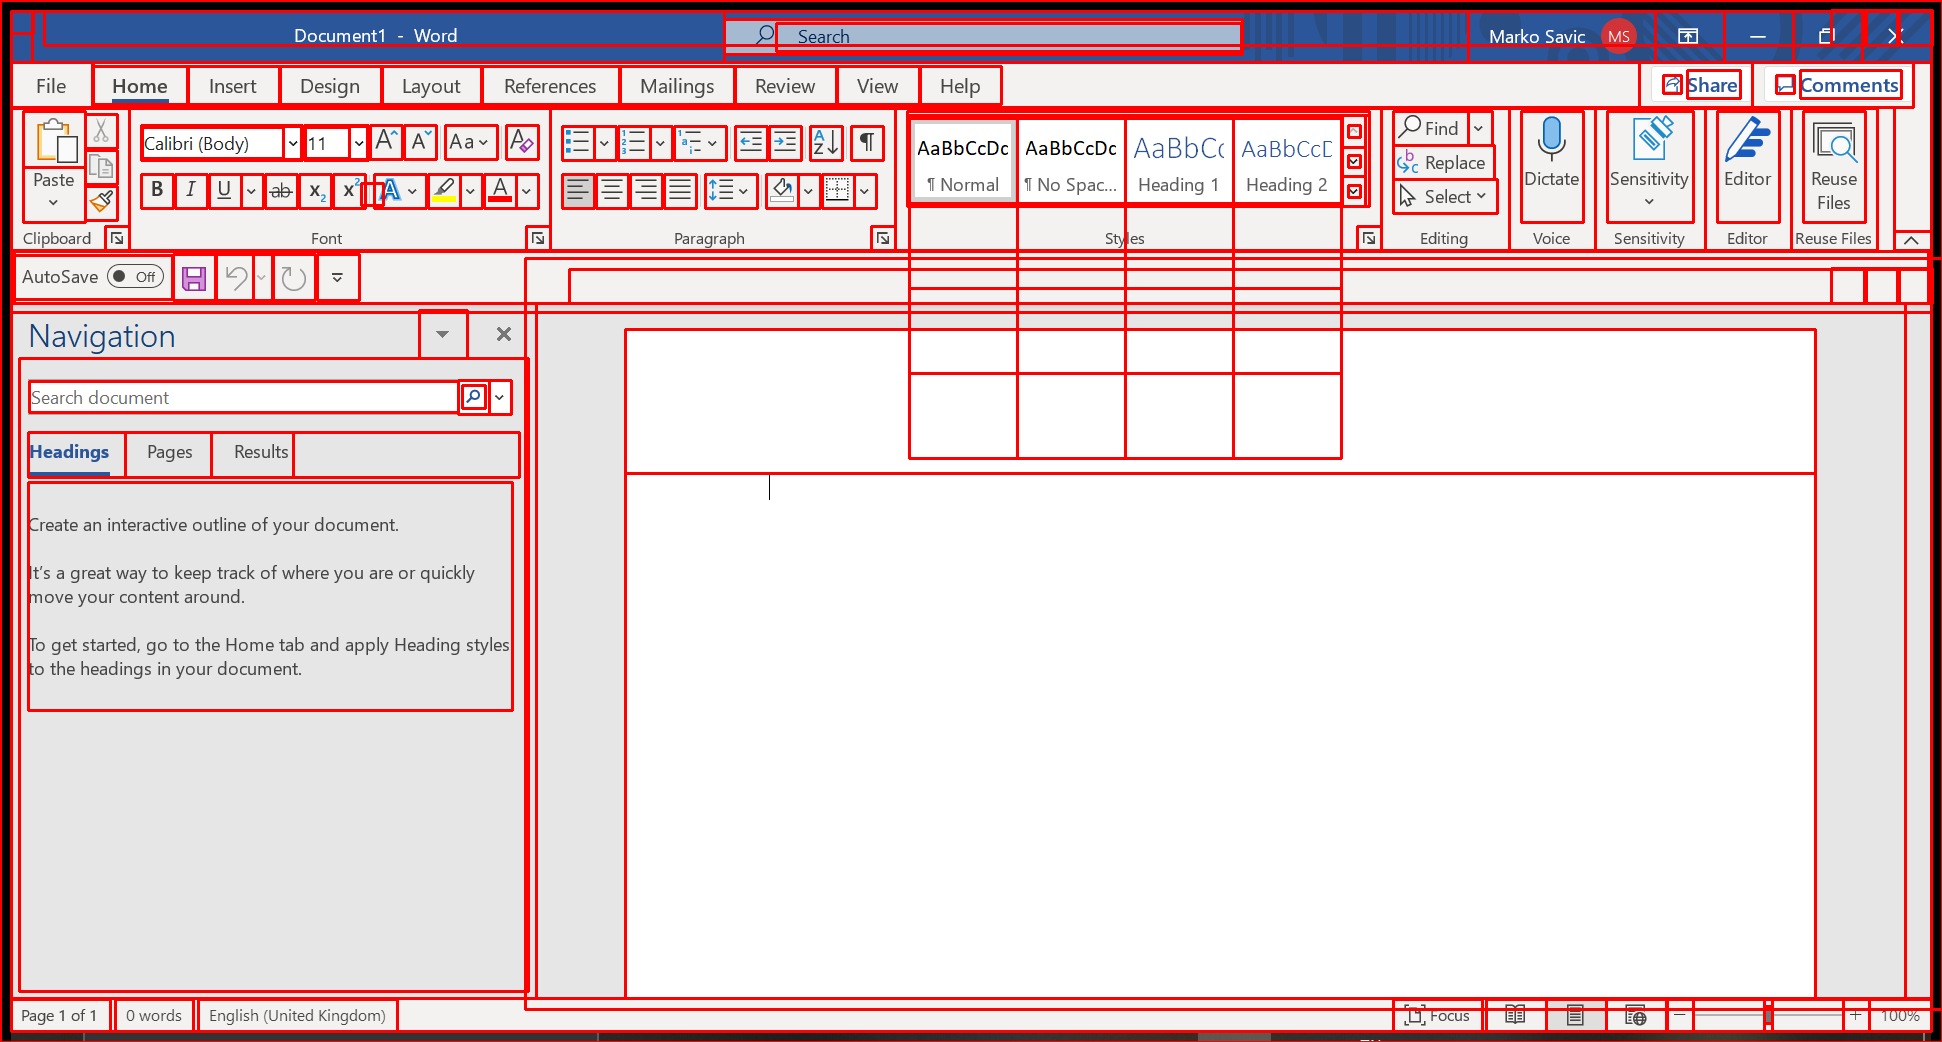 Document1 - Word
Search
Marko Savic
MS
File
Home
Insert
Design
Layout
References
Mailings
Review
View
Help
Share
Comments
Paste
Clipboard
Calibri (Body)
11
Aa
B I U ab x₂ x² A A
Font
A
Z
¶
Paragraph
AaBbCcDc
¶ Normal
AaBbCcDc
¶ No Spac...
AaBbCc
Heading 1
AaBbCcD
Heading 2
Styles
Find
Replace
Select
Editing
Dictate
Voice
Sensitivity
Sensitivity
Editor
Editor
Reuse
Files
Reuse Files
AutoSave
Off
Navigation
Search document
Headings
Pages
Results
Create an interactive outline of your document.
It's a great way to keep track of where you are or quickly
move your content around.
To get started, go to the Home tab and apply Heading styles
to the headings in your document.
Page 1 of 1
0 words
English (United Kingdom)
Focus
100%